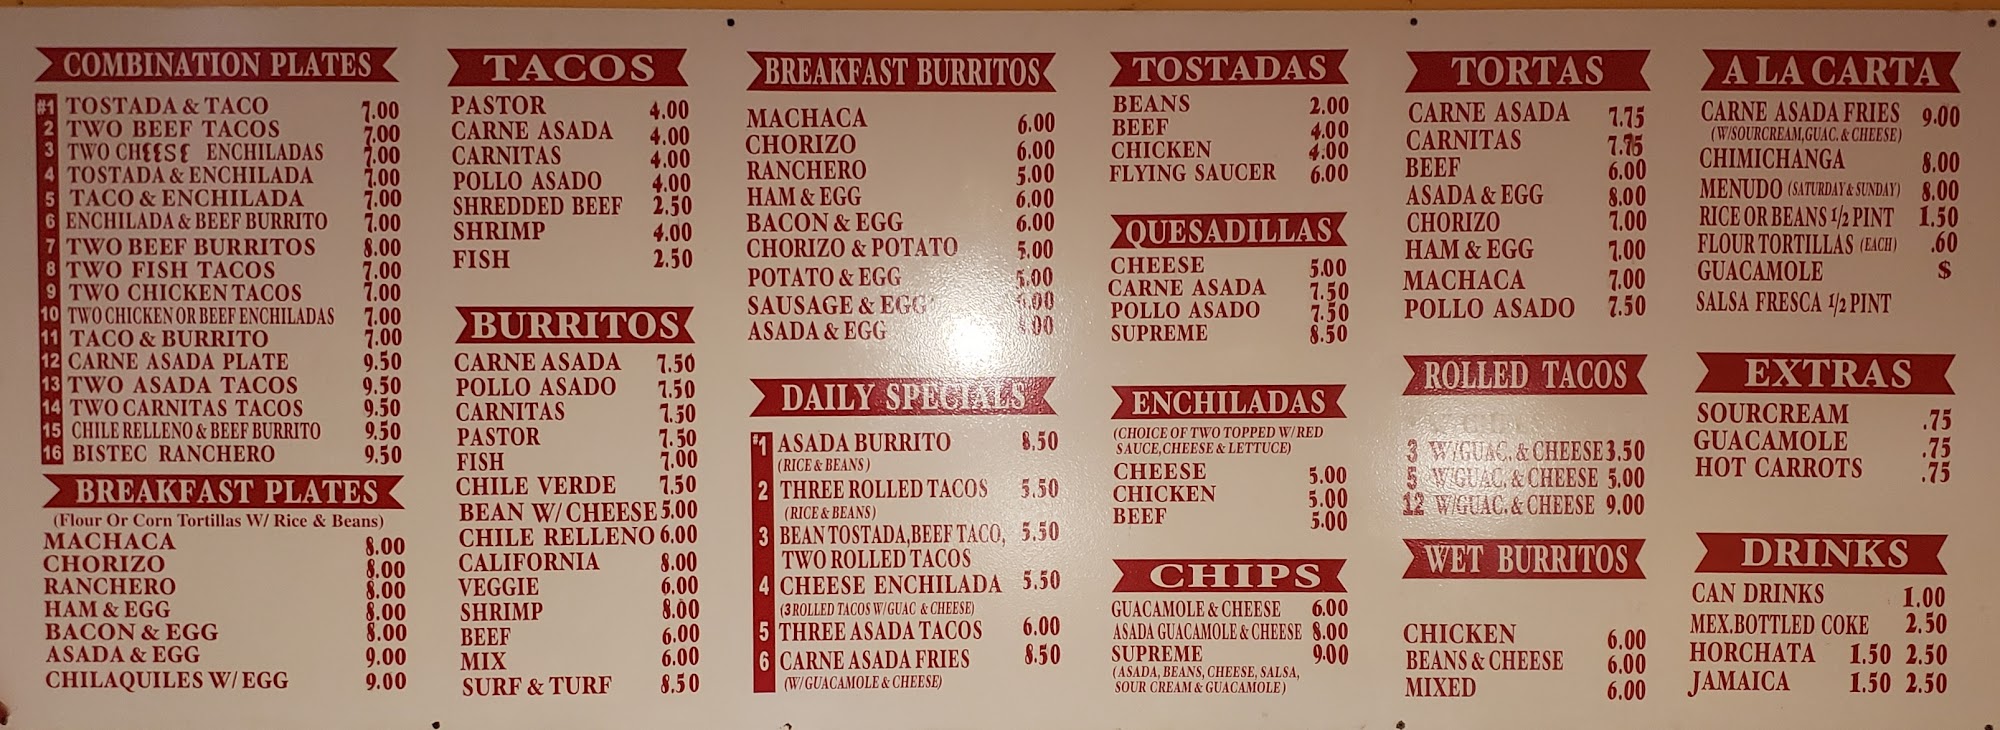 COMBINATION PLATES
#1 TOSTADA & TACO 7.00
2 TWO BEEF TACOS 7.00
3 TWO CHEESE ENCHILADAS 7.00
4 TOSTADA & ENCHILADA 7.00
5 TACO & ENCHILADA 7.00
6 ENCHILADA & BEEF BURRITO 7.00
7 TWO BEEF BURRITOS 8.00
8 TWO FISH TACOS 7.00
9 TWO CHICKEN TACOS 7.00
10 TWO CHICKEN OR BEEF ENCHILADAS 7.00
11 TACO & BURRITO 7.00
12 CARNE ASADA PLATE 9.50
13 TWO ASADA TACOS 9.50
14 TWO CARNITAS TACOS 9.50
15 CHILE RELLENO & BEEF BURRITO 9.50
16 BISTEC RANCHERO 9.50
BREAKFAST PLATES
(Flour Or Corn Tortillas W/ Rice & Beans)
MACHACA 8.00
CHORIZO 8.00
RANCHERO 8.00
HAM & EGG 8.00
BACON & EGG 8.00
ASADA & EGG 9.00
CHILAQUILES W/ EGG 9.00
TACOS
PASTOR 4.00
CARNE ASADA 4.00
CARNITAS 4.00
POLLO ASADO 4.00
SHREDDED BEEF 2.50
SHRIMP 4.00
FISH 2.50
BURRITOS
CARNE ASADA 7.50
POLLO ASADO 7.50
CARNITAS 7.50
PASTOR 7.50
FISH 7.00
CHILE VERDE 7.50
BEAN W/ CHEESE 5.00
CHILE RELLENO 6.00
CALIFORNIA 8.00
VEGGIE 6.00
SHRIMP 8.00
BEEF 6.00
MIX 6.00
SURF & TURF 8.50
BREAKFAST BURRITOS
MACHACA 6.00
CHORIZO 6.00
RANCHERO 5.00
HAM & EGG 6.00
BACON & EGG 6.00
CHORIZO & POTATO 5.00
POTATO & EGG 5.00
SAUSAGE & EGG
ASADA & EGG
DAILY SPECIALS
#1 ASADA BURRITO 8.50
(RICE & BEANS)
2 THREE ROLLED TACOS 5.50
(RICE & BEANS)
3 BEAN TOSTADA, BEEF TACO, 5.50
TWO ROLLED TACOS
4 CHEESE ENCHILADA 5.50
(3 ROLLED TACOS W/GUAC & CHEESE)
5 THREE ASADA TACOS 6.00
6 CARNE ASADA FRIES 8.50
(W/GUACAMOLE & CHEESE)
TOSTADAS
BEANS 2.00
BEEF 4.00
CHICKEN 4.00
FLYING SAUCER 6.00
QUESADILLAS
CHEESE 5.00
CARNE ASADA 7.50
POLLO ASADO 7.50
SUPREME 8.50
ENCHILADAS
(CHOICE OF TWO TOPPED W/RED
SAUCE,CHEESE & LETTUCE)
CHEESE 5.00
CHICKEN 5.00
BEEF 5.00
CHIPS
GUACAMOLE & CHEESE 6.00
ASADA GUACAMOLE & CHEESE 8.00
SUPREME 9.00
(ASADA, BEANS, CHEESE, SALSA,
SOUR CREAM & GUACAMOLE)
TORTAS
CARNE ASADA 7.75
CARNITAS 7.75
BEEF 6.00
ASADA & EGG 8.00
CHORIZO 7.00
HAM & EGG 7.00
MACHACA 7.00
POLLO ASADO 7.50
ROLLED TACOS
3 W/GUAC. & CHEESE 3.50
5 W/GUAC. & CHEESE 5.00
12 W/GUAC. & CHEESE 9.00
WET BURRITOS
CHICKEN 6.00
BEANS & CHEESE 6.00
MIXED 6.00
A LA CARTA
CARNE ASADA FRIES 9.00
(W/SOURCREAM,GUAC. & CHEESE)
CHIMICHANGA 8.00
MENUDO (SATURDAY & SUNDAY) 8.00
RICE OR BEANS 1/2 PINT 1.50
FLOUR TORTILLAS (EACH) .60
GUACAMOLE $
SALSA FRESCA 1/2 PINT
EXTRAS
SOURCREAM .75
GUACAMOLE .75
HOT CARROTS .75
DRINKS
CAN DRINKS 1.00
MEX.BOTTLED COKE 2.50
HORCHATA 1.50 2.50
JAMAICA 1.50 2.50